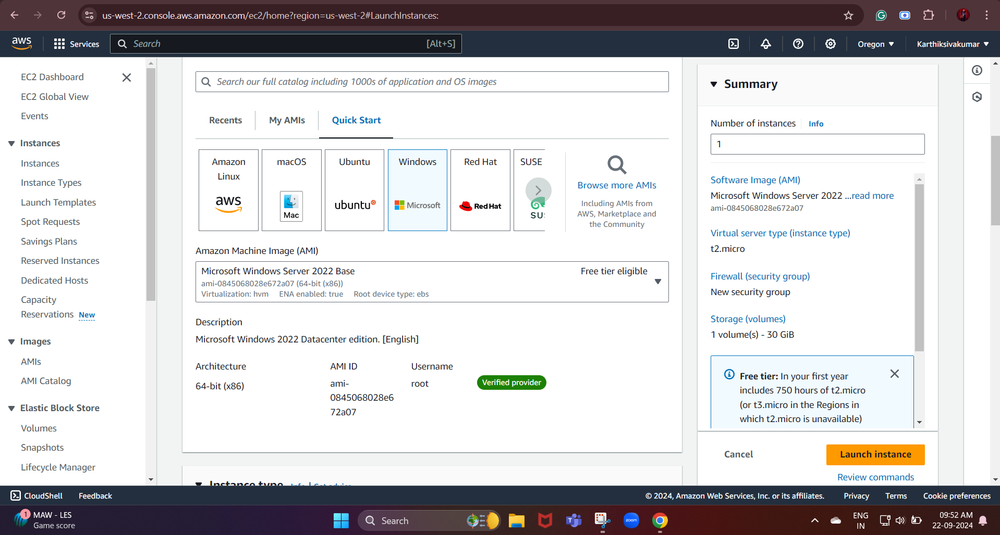 us-west-2.console.aws.amazon.com/ec2/home?region=us-west-2#LaunchInstances:
aws
Services
Search
[Alt+S]
Oregon
Karthiksivakumar
EC2 Dashboard
EC2 Global View
Events
Instances
Instances
Instance Types
Launch Templates
Spot Requests
Savings Plans
Reserved Instances
Dedicated Hosts
Capacity
Reservations New
Images
AMIs
AMI Catalog
Elastic Block Store
Volumes
Snapshots
Lifecycle Manager
Search our full catalog including 1000s of application and OS images
Recents
My AMIs
Quick Start
Amazon
Linux
aws
macOS
Mac
Ubuntu
ubuntu
Windows
Microsoft
Red Hat
Red Hat
SUSE
SUS
Browse more AMIs
Including AMIs from
AWS, Marketplace and
the Community
Amazon Machine Image (AMI)
Microsoft Windows Server 2022 Base
Free tier eligible
ami-0845068028e672a07 (64-bit (x86))
Virtualization: hvm ENA enabled: true Root device type: ebs
Description
Microsoft Windows 2022 Datacenter edition. [English]
Architecture
64-bit (x86)
AMI ID
ami-
0845068028e6
72a07
Username
root
Verified provider
Instance type Info | Get advice
Summary
Number of instances Info
1
Software Image (AMI)
Microsoft Windows Server 2022 ...read more
ami-0845068028e672a07
Virtual server type (instance type)
t2.micro
Firewall (security group)
New security group
Storage (volumes)
1 volume(s) - 30 GiB
Free tier: In your first year
includes 750 hours of t2.micro
(or t3.micro in the Regions in
which t2.micro is unavailable)
Cancel
Launch instance
Review commands
CloudShell
Feedback
© 2024, Amazon Web Services, Inc. or its affiliates.
Privacy
Terms
Cookie preferences
1
MAW - LES
Game score
Search
zoom
ENG
IN
09:52 AM
22-09-2024